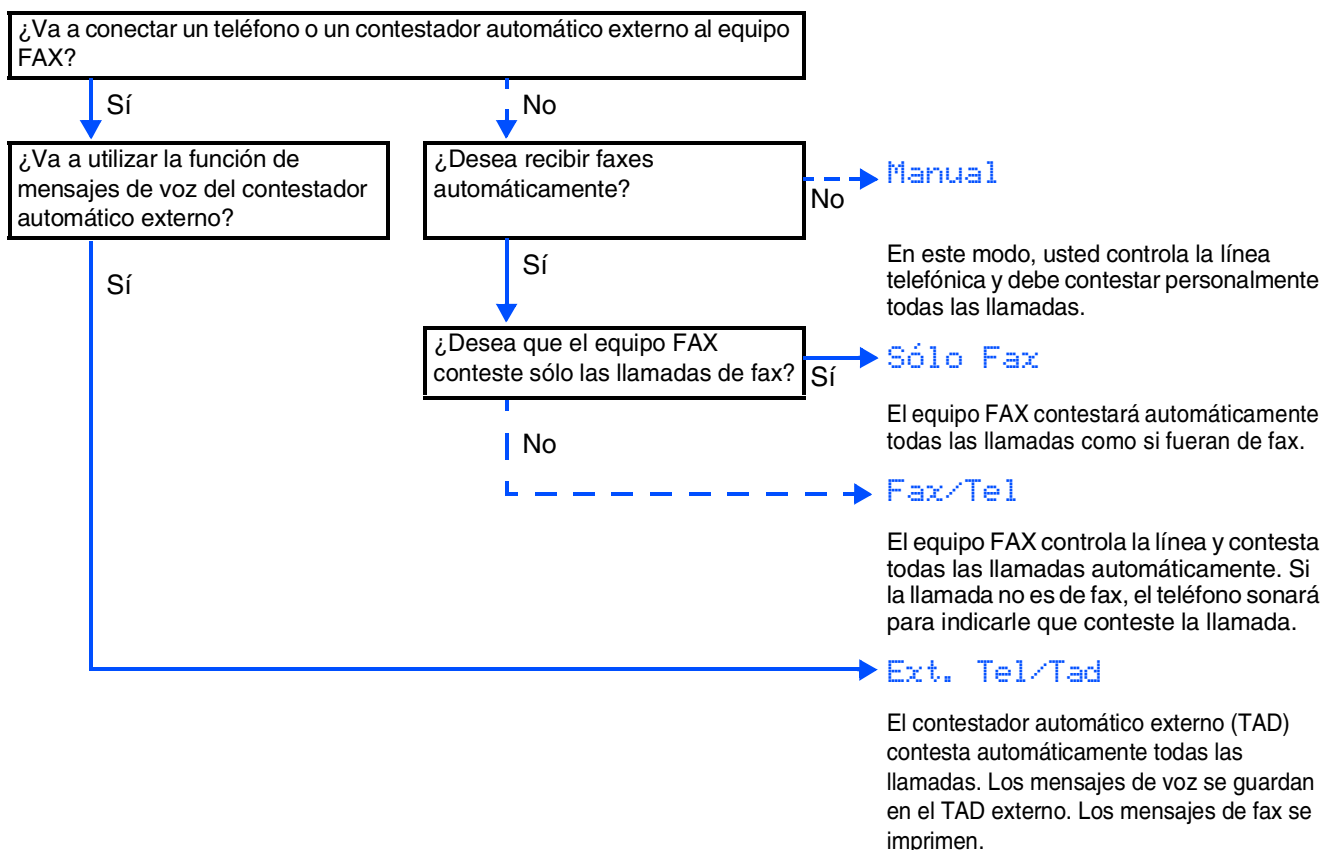 ¿Va a conectar un teléfono o un contestador automático externo al equipo
FAX?
Sí
No
¿Va a utilizar la función de
mensajes de voz del contestador
automático externo?
¿Desea recibir faxes
automáticamente?
No
Manual
En este modo, usted controla la línea
telefónica y debe contestar personalmente
todas las llamadas.
Sí
Sí
¿Desea que el equipo FAX
conteste sólo las llamadas de fax?
Sí
Sólo Fax
El equipo FAX contestará automáticamente
todas las llamadas como si fueran de fax.
No
Fax/Tel
El equipo FAX controla la línea y contesta
todas las llamadas automáticamente. Si
la llamada no es de fax, el teléfono sonará
para indicarle que conteste la llamada.
Ext. Tel/Tad
El contestador automático externo (TAD)
contesta automáticamente todas las
llamadas. Los mensajes de voz se guardan
en el TAD externo. Los mensajes de fax se
imprimen.